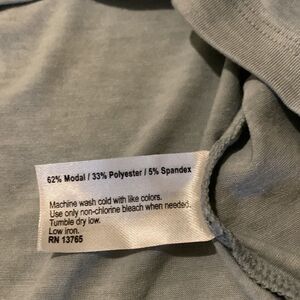 62% Modal / 33% Polyester / 5% Spandex
Machine wash cold with like colors.
Use only non-chlorine bleach when needed.
Tumble dry low.
Low iron.
RN 13765